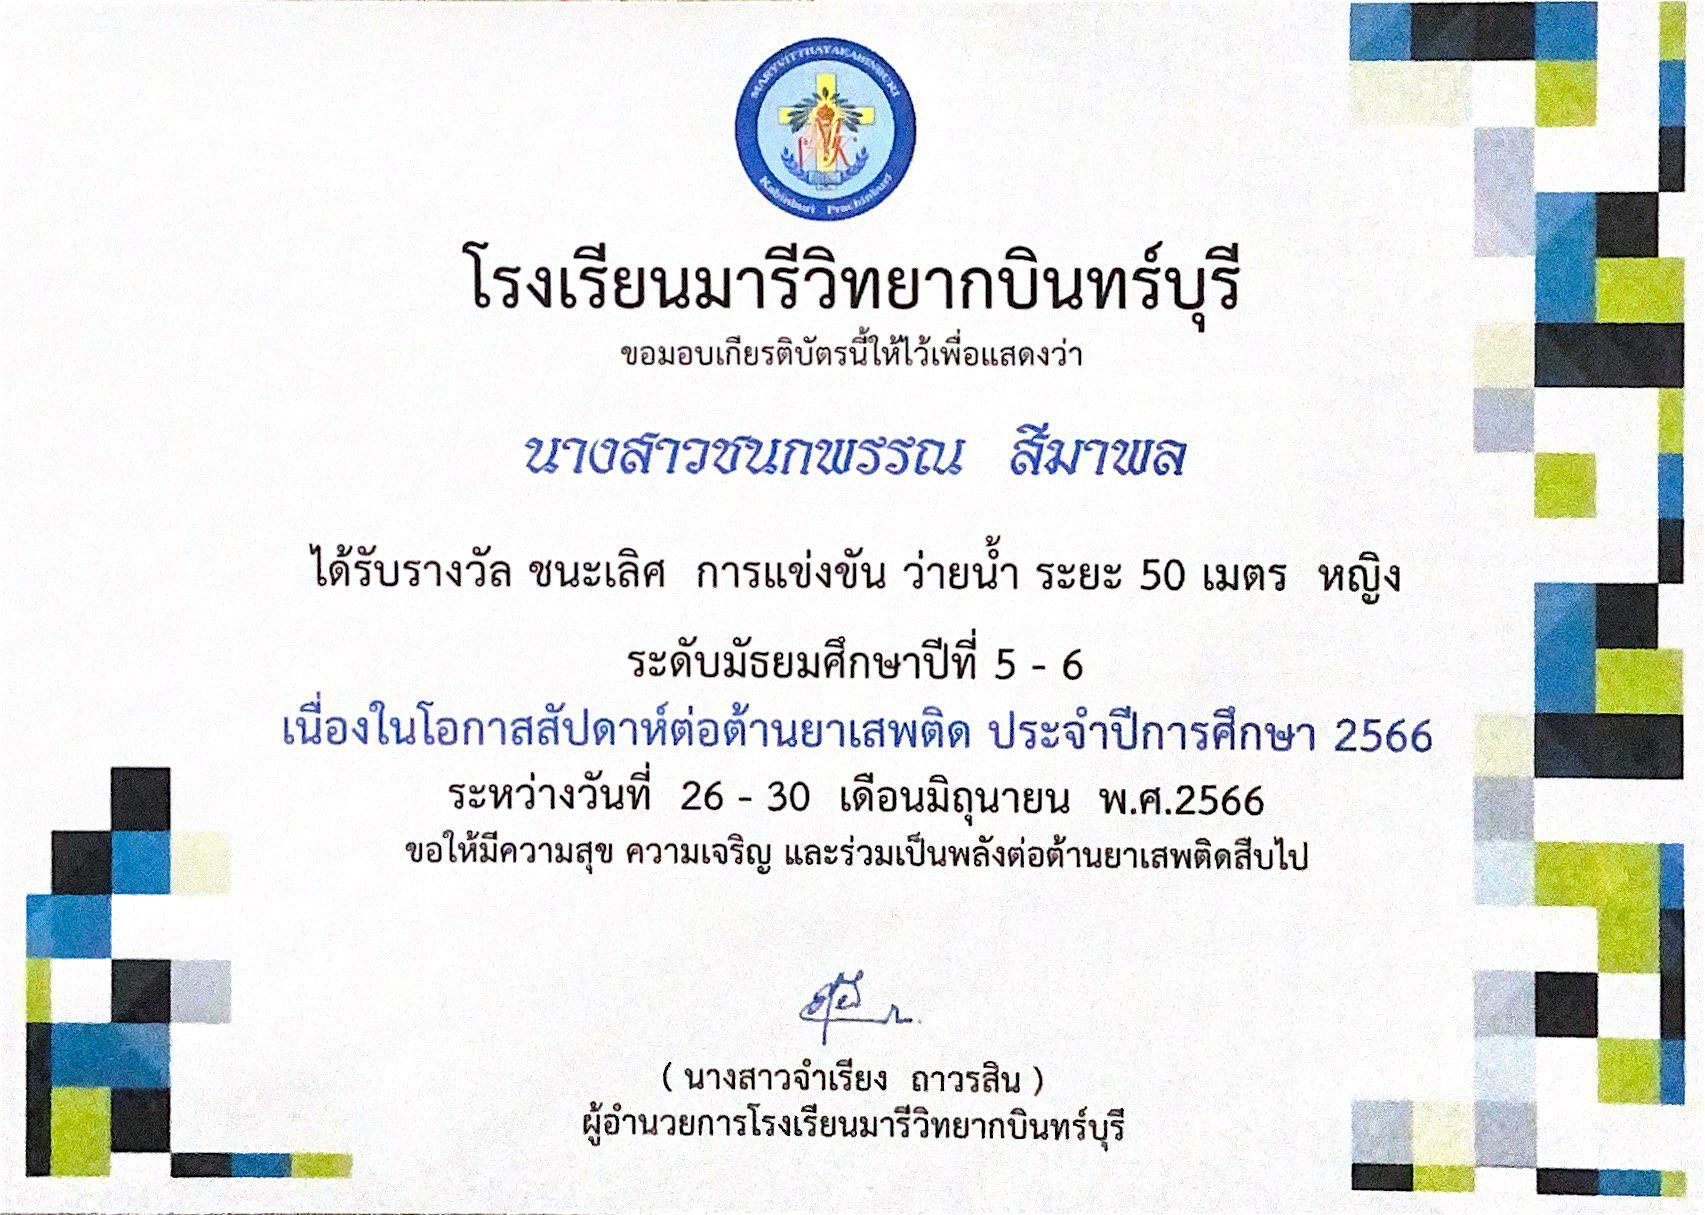 MARYVITTHAYAKABINBURI
Kabinburi Prachinburi
โรงเรียนมารีวิทยากบินทร์บุรี
ขอมอบเกียรติบัตรนี้ให้ไว้เพื่อแสดงว่า
นางสาวชนกพรรณ สีมาพล
ได้รับรางวัล ชนะเลิศ การแข่งขัน ว่ายน้ำ ระยะ 50 เมตร หญิง
ระดับมัธยมศึกษาปีที่ 5 - 6
เนื่องในโอกาสสัปดาห์ต่อต้านยาเสพติด ประจำปีการศึกษา 2566
ระหว่างวันที่ 26 - 30 เดือนมิถุนายน พ.ศ.2566
ขอให้มีความสุข ความเจริญ และร่วมเป็นพลังต่อต้านยาเสพติดสืบไป
( นางสาวจำเรียง ถาวรสิน )
ผู้อำนวยการโรงเรียนมารีวิทยากบินทร์บุรี